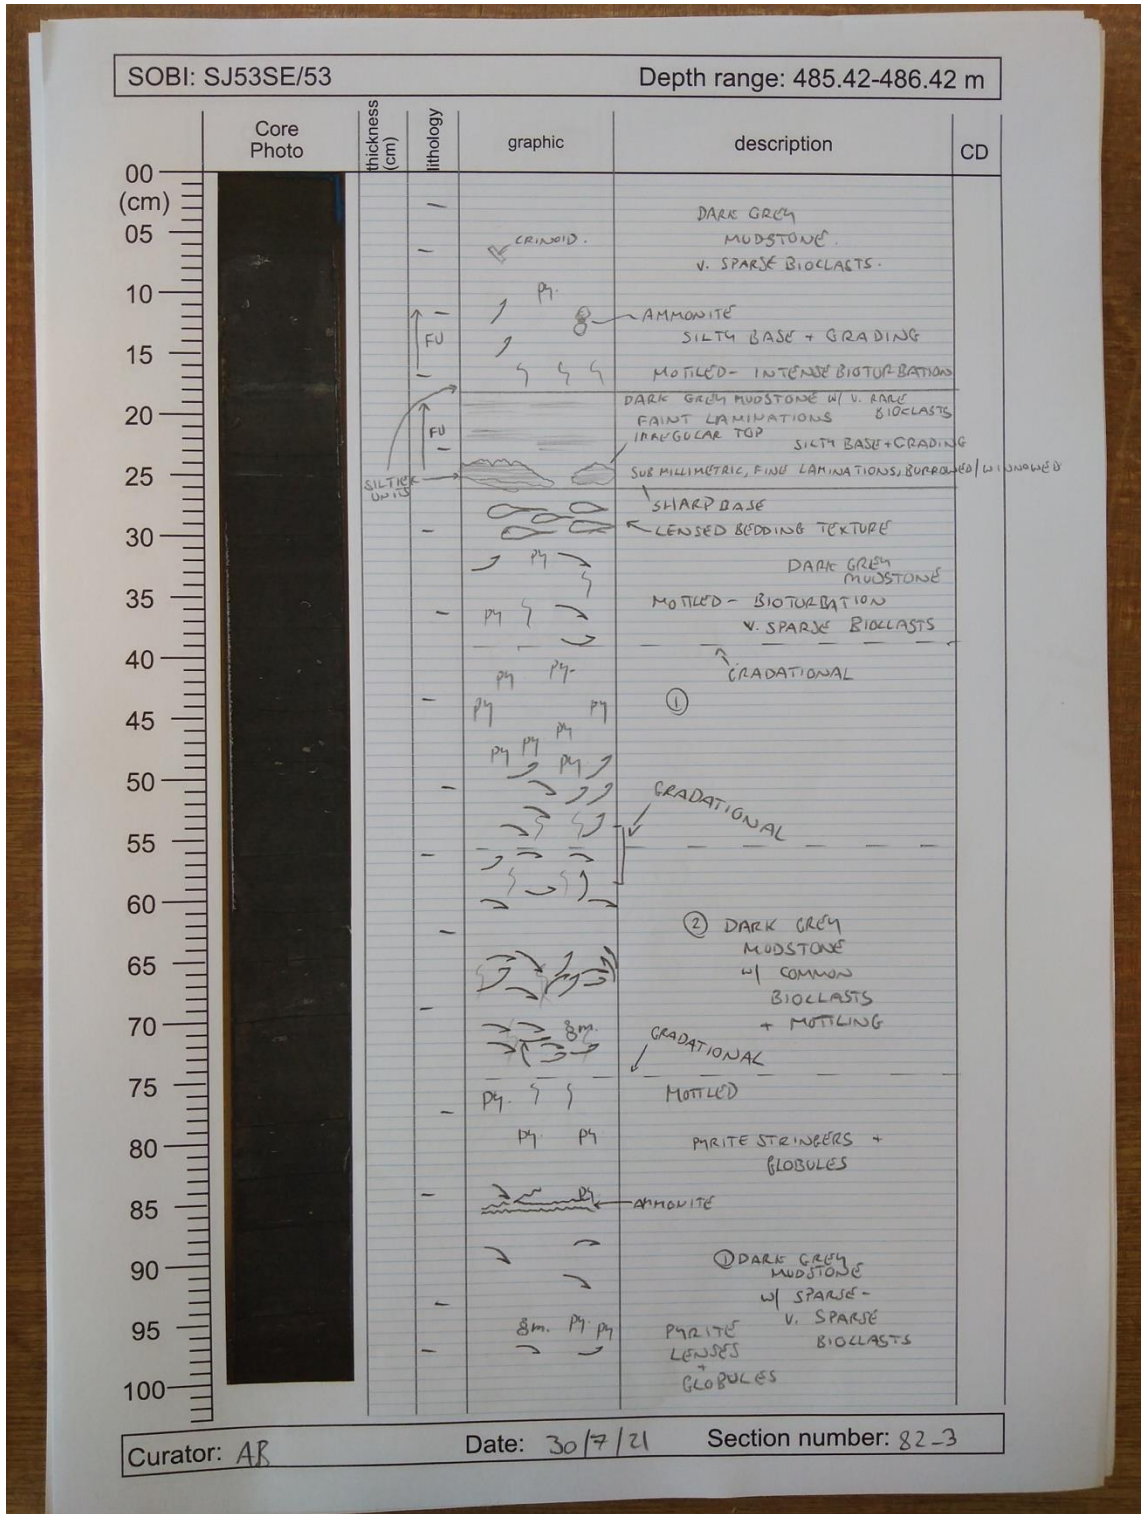 SOBI: SJ53SE/53
Depth range: 485.42-486.42 m
Core Photo
thickness (cm)
lithology
graphic
description
CD
00
(cm)
05
10
15
20
25
30
35
40
45
50
55
60
65
70
75
80
85
90
95
100
DARK GREY
MUDSTONE.
V. SPARSE BIOCLASTS.
CRINOID.
py.
AMMONITE
SILTY BASE + GRADING
FU
MOTTLED - INTENSE BIOTURBATION
DARK GREY MUDSTONE W/ V. RARE
BIOCLASTS
FAINT LAMINATIONS
IRREGULAR TOP
FU
SILTY BASE + GRADING
SUB MILLIMETRIC, FINE LAMINATIONS, BURROWED/WINNOWED
SILTIER
UNITS
SHARP BASE
LENSED BEDDING TEXTURE
py
DARK GREY
MUDSTONE
MOTTLED - BIOTURBATION
py
V. SPARSE BIOCLASTS
GRADATIONAL
py py-
①
py py
py
py py
py
GRADATIONAL
② DARK GREY
MUDSTONE
w/ COMMON
BIOCLASTS
+ MOTTLING
GRADATIONAL
MOTTLED
py.
py. py
PYRITE STRINGERS +
GLOBULES
py
AMMONITE
① DARK GREY
MUDSTONE
w/ SPARSE -
V. SPARSE
BIOCLASTS
py. py
PYRITE
LENSES
+
GLOBULES
Curator: AB
Date: 30/7/21
Section number: 82_3